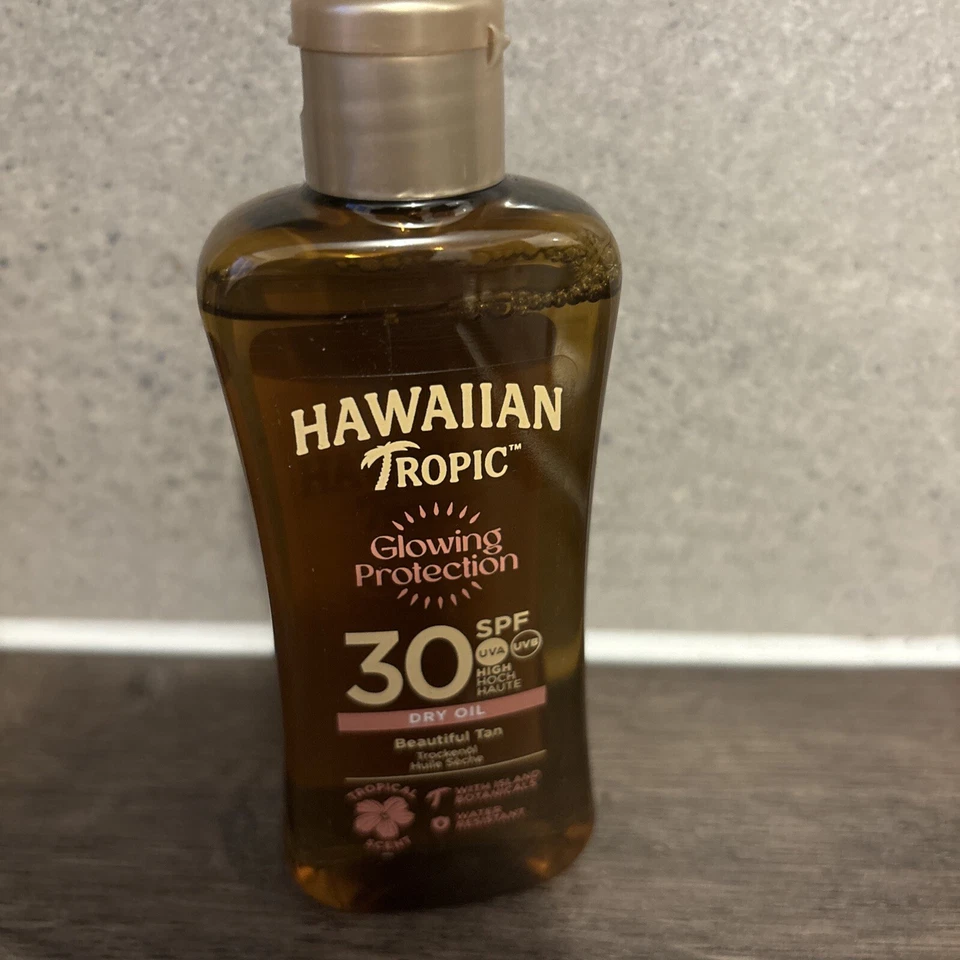 HAWAIIAN
TROPIC™
Glowing
Protection
30 SPF
UVA UVB
HIGH
HOCH
HAUTE
DRY OIL
Beautiful Tan
Trockenöl
Huile Sèche
TROPICAL
SCENT
WITH ISLAND
BOTANICALS
WATER
RESISTANT